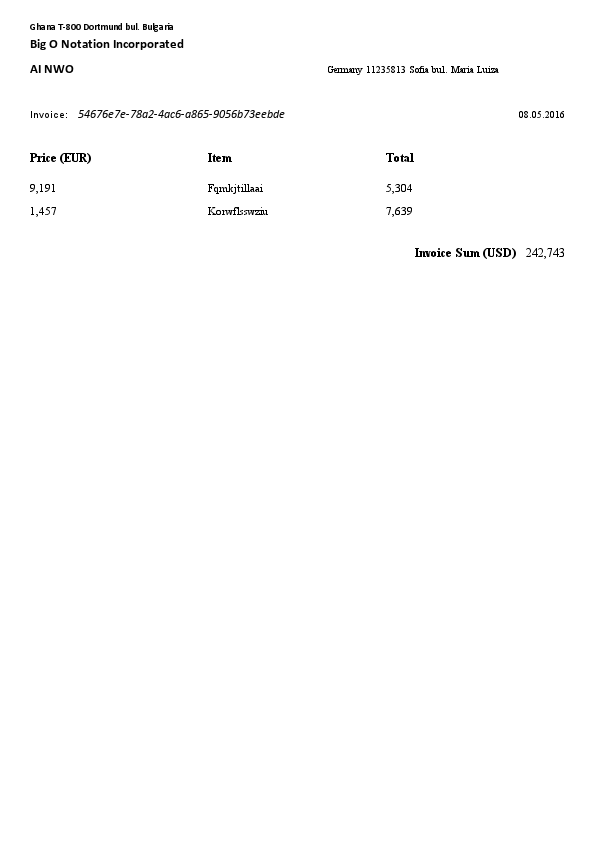 Ghana T-800 Dortmund bul. Bulgaria
Big O Notation Incorporated
AI NWO Germany 11235813 Sofia bul. Maria Luiza
Invoice: 54676e7e-78a2-4ac6-a865-9056b73eebde 08.05.2016
Price (EUR) Item Total
9,191 Fqmkjtillaai 5,304
1,457 Korwflsswziu 7,639
Invoice Sum (USD) 242,743